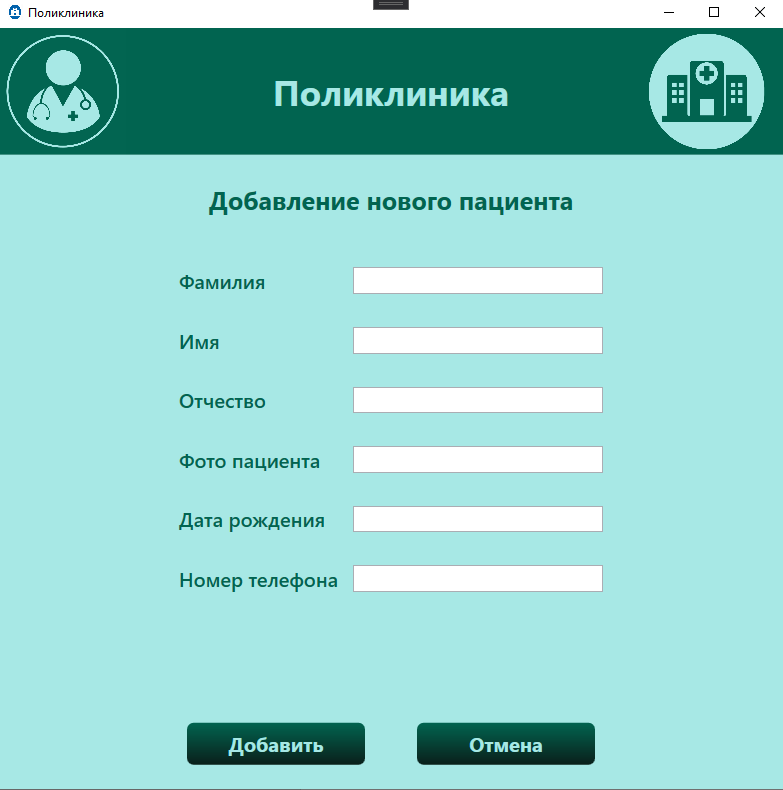 Поликлиника
Поликлиника
Добавление нового пациента
Фамилия
Имя
Отчество
Фото пациента
Дата рождения
Номер телефона
Добавить Отмена